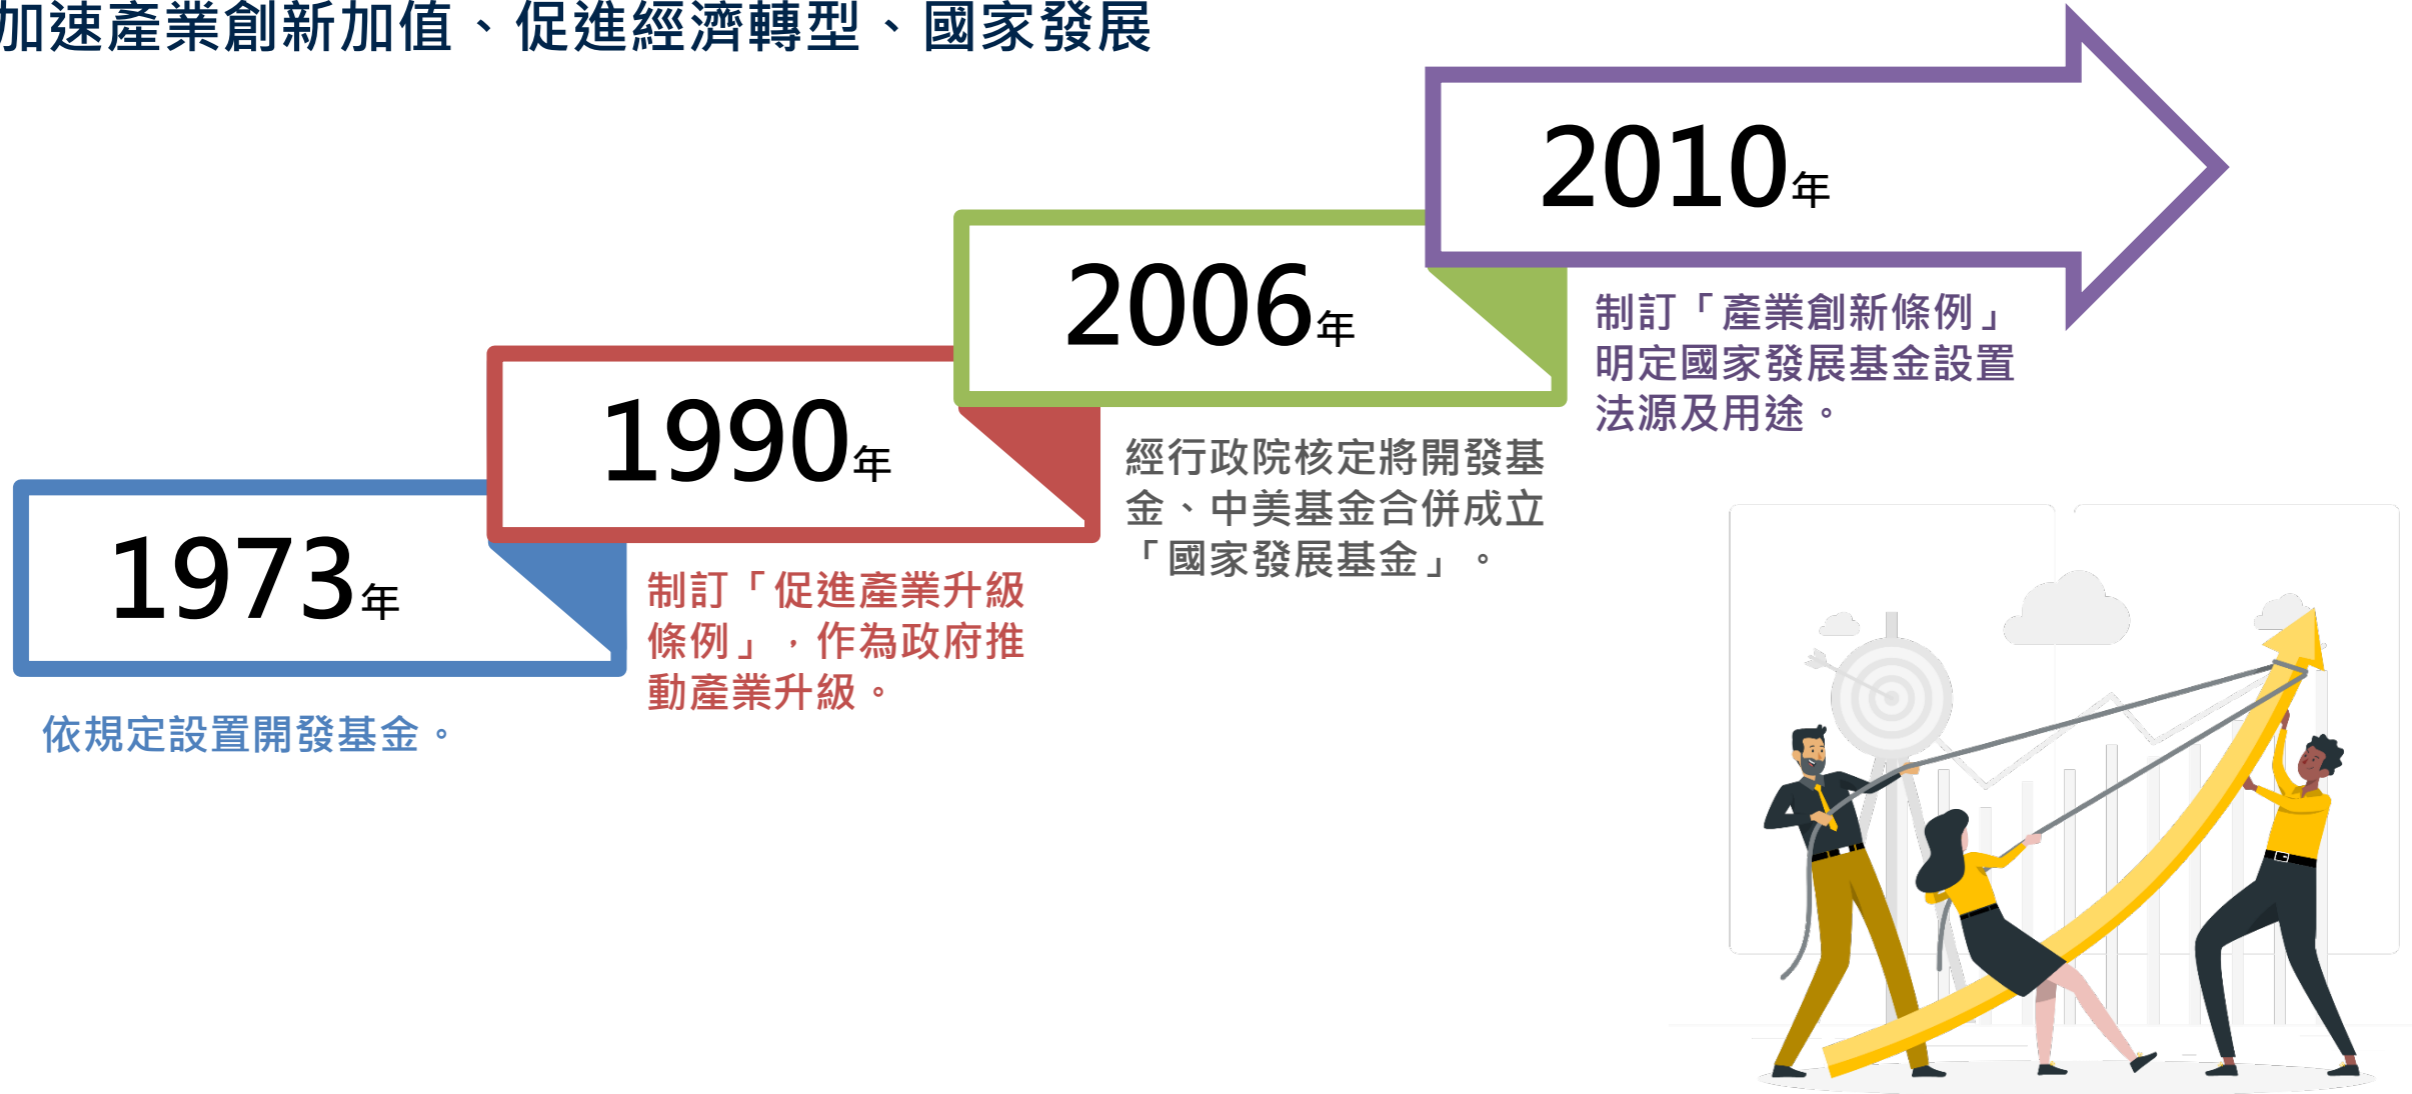 加速產業創新加值、促進經濟轉型、國家發展
1973年
依規定設置開發基金。
1990年
制訂「促進產業升級
條例」，作為政府推
動產業升級。
2006年
經行政院核定將開發基
金、中美基金合併成立
「國家發展基金」。
2010年
制訂「產業創新條例」
明定國家發展基金設置
法源及用途。